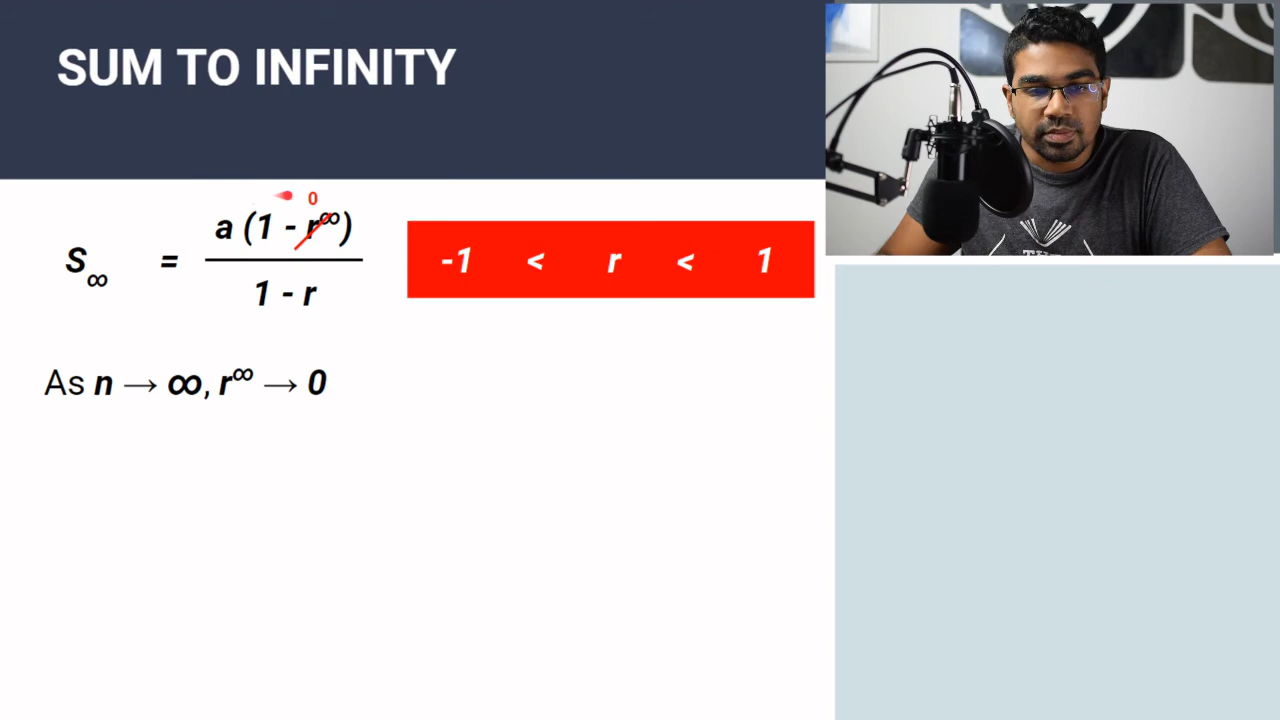 SUM TO INFINITY
0
S∞ = a (1 - r∞) / 1 - r
-1 < r < 1
As n → ∞, r∞ → 0